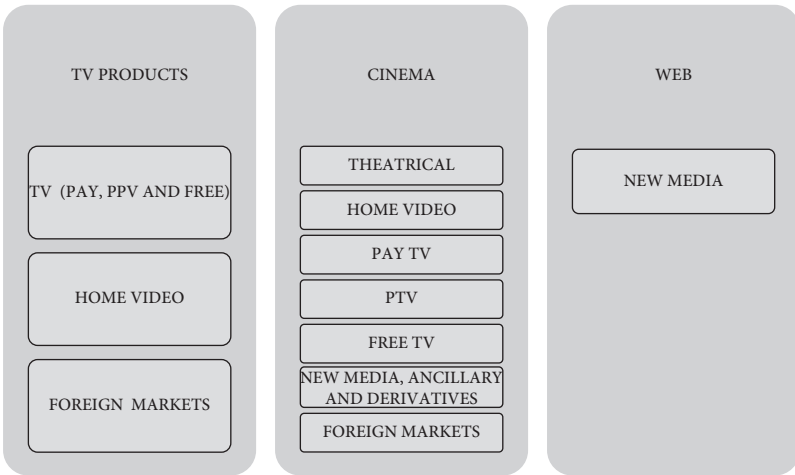 TV PRODUCTS
TV (PAY, PPV AND FREE)
HOME VIDEO
FOREIGN MARKETS
CINEMA
THEATRICAL
HOME VIDEO
PAY TV
PTV
FREE TV
NEW MEDIA, ANCILLARY
AND DERIVATIVES
FOREIGN MARKETS
WEB
NEW MEDIA